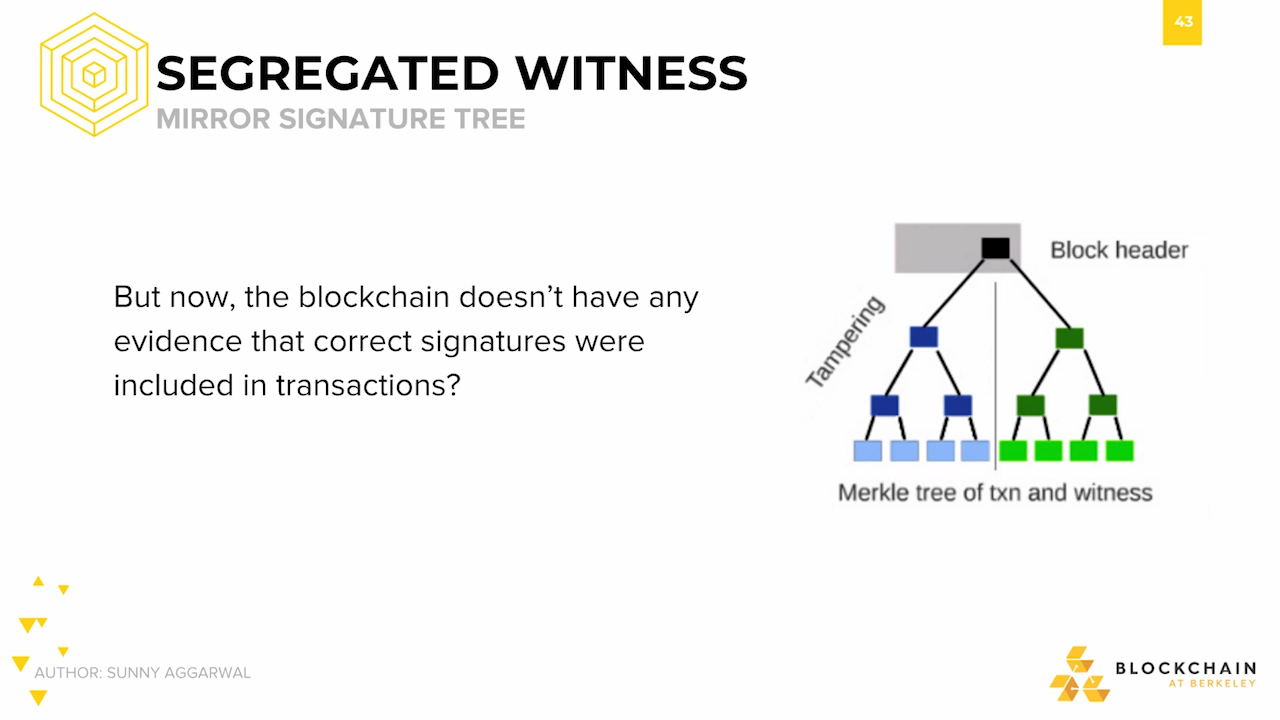 43
SEGREGATED WITNESS
MIRROR SIGNATURE TREE
But now, the blockchain doesn’t have any
evidence that correct signatures were
included in transactions?
Block header
Tampering
Merkle tree of txn and witness
AUTHOR: SUNNY AGGARWAL
BLOCKCHAIN
AT BERKELEY